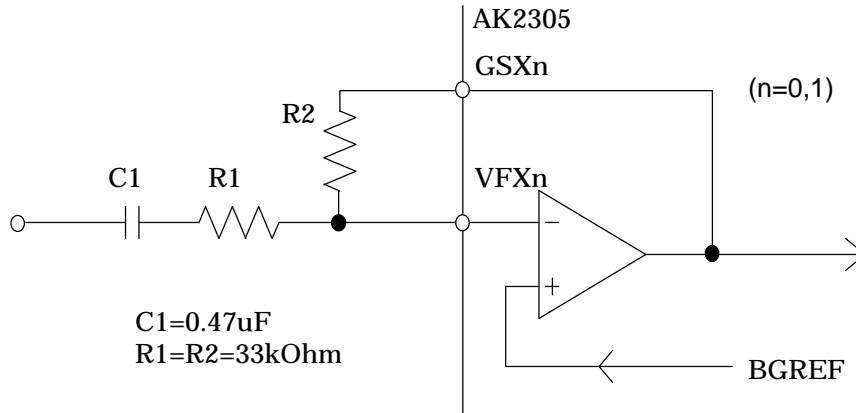 AK2305
GSXn
(n=0,1)
R2
C1
R1
VFXn
−
+
C1=0.47uF
R1=R2=33kOhm
BGREF